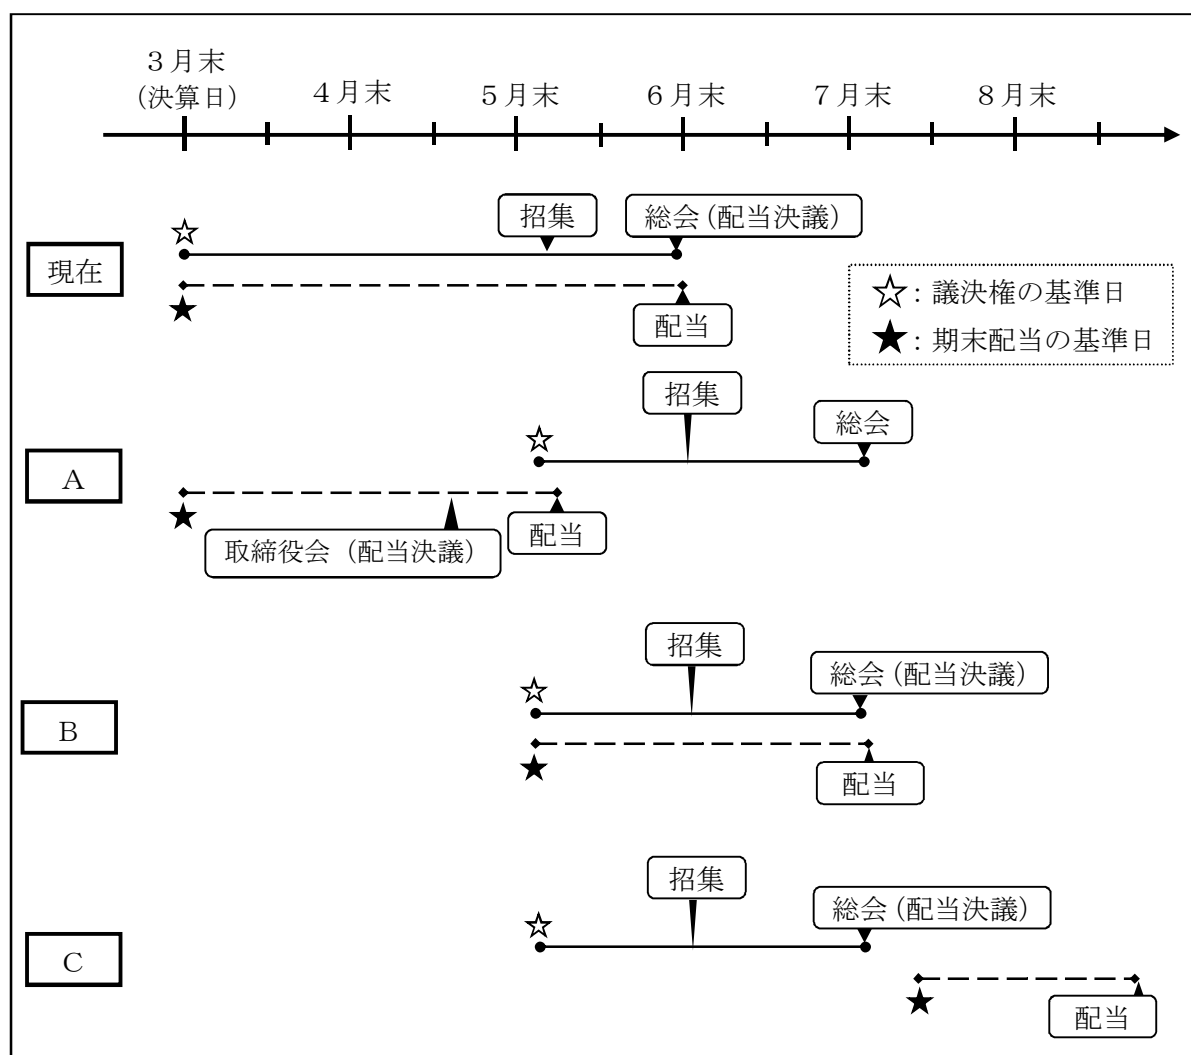 3月末
(決算日)
4月末
5月末
6月末
7月末
8月末
現在
☆
招集
総会(配当決議)
★
配当
☆:議決権の基準日
★:期末配当の基準日
A
☆
招集
総会
★
取締役会(配当決議)
配当
B
☆
招集
総会(配当決議)
★
配当
C
☆
招集
総会(配当決議)
★
配当